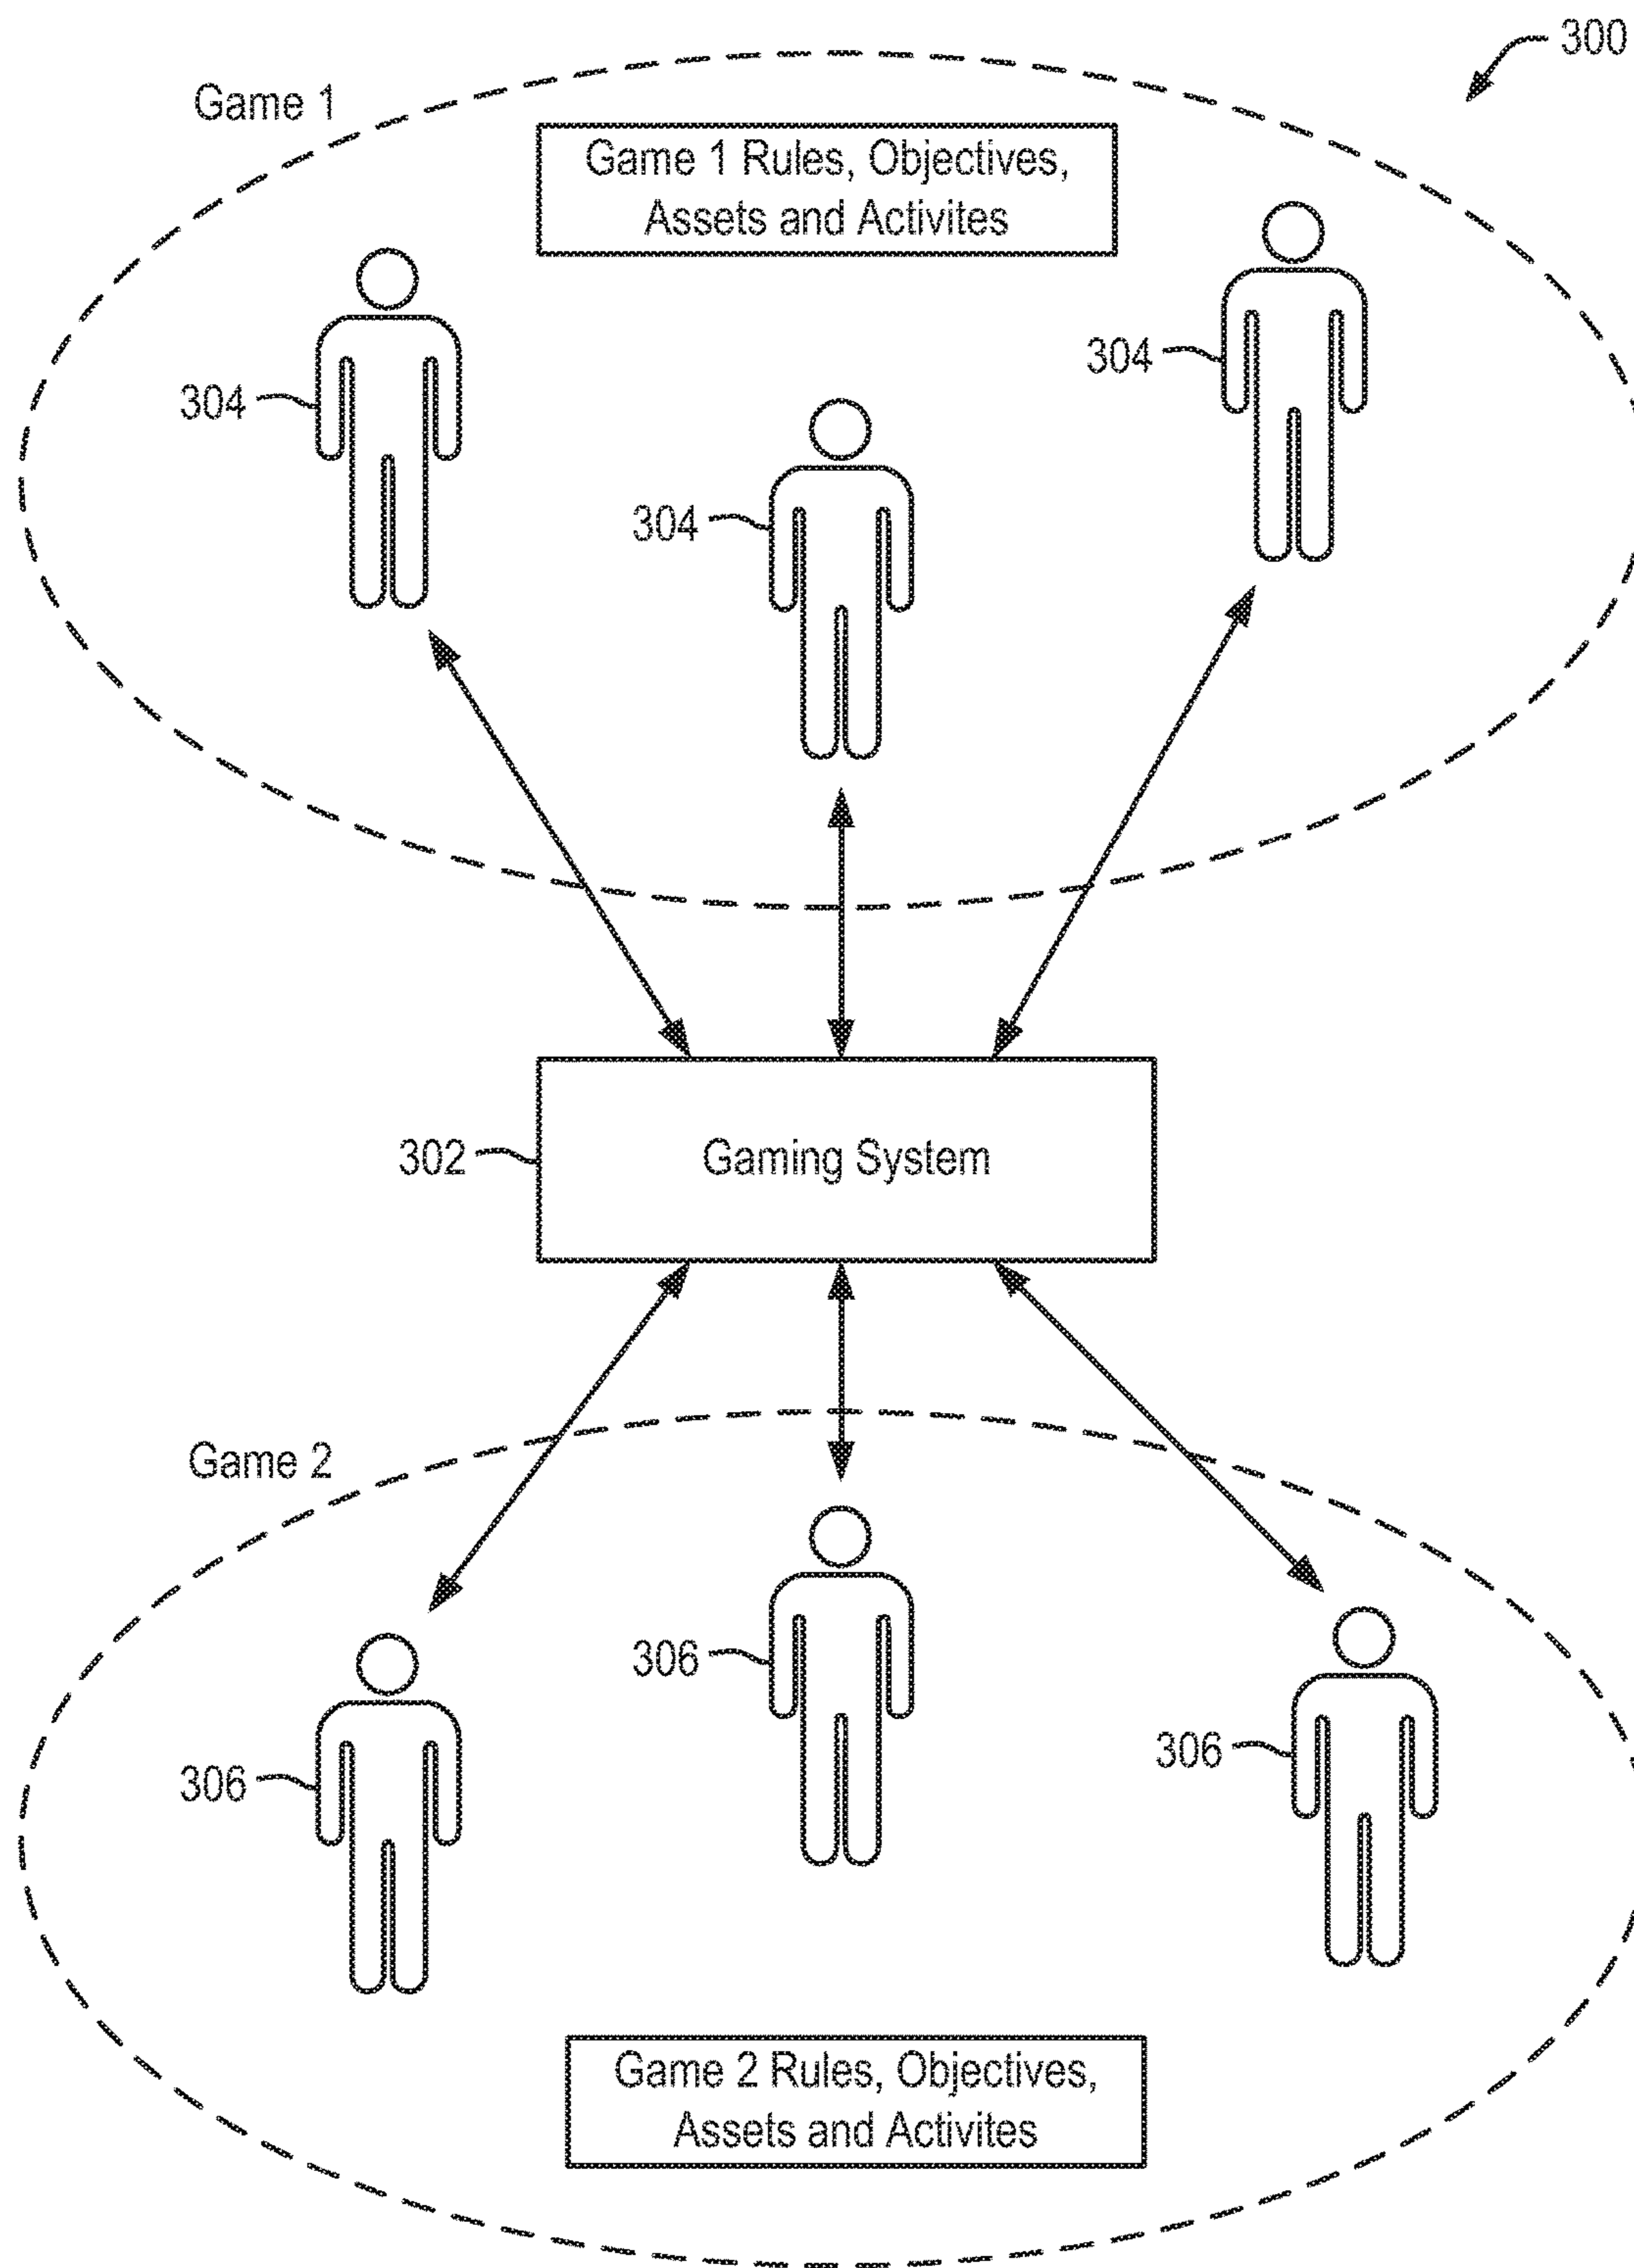 300
Game 1
Game 1 Rules, Objectives,
Assets and Activites
304
304
304
302
Gaming System
Game 2
306
306
306
Game 2 Rules, Objectives,
Assets and Activites